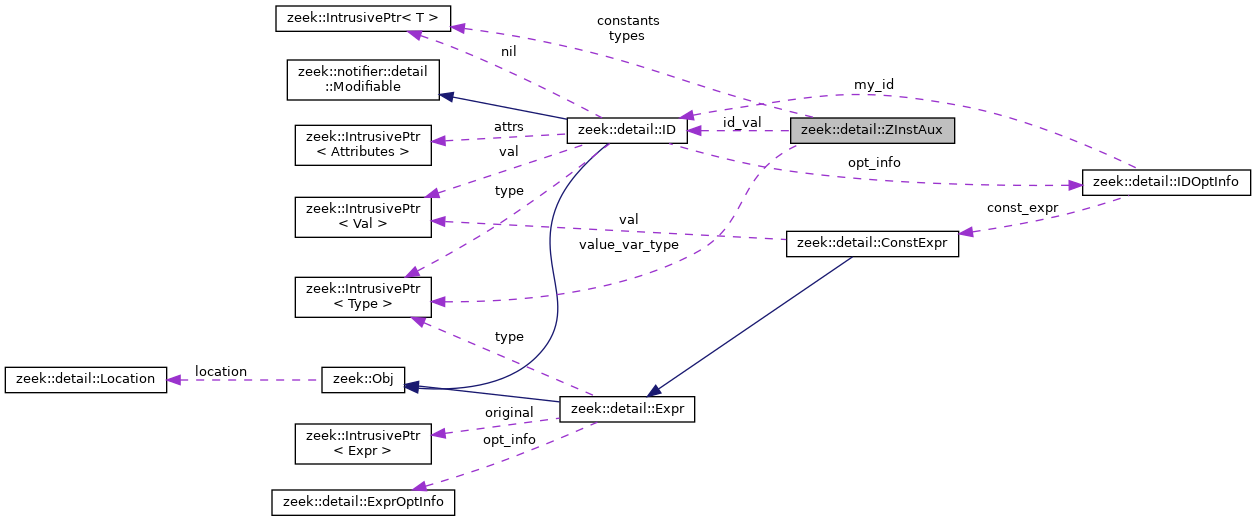 zeek::IntrusivePtr< T >
constants
types
nil
zeek::notifier::detail
::Modifiable
my_id
attrs
zeek::detail::ID
id_val
zeek::detail::ZInstAux
zeek::IntrusivePtr
< Attributes >
val
opt_info
type
zeek::detail::IDOptInfo
zeek::IntrusivePtr
< Val >
val
const_expr
value_var_type
zeek::detail::ConstExpr
zeek::IntrusivePtr
< Type >
type
zeek::detail::Location
location
zeek::Obj
zeek::detail::Expr
original
zeek::IntrusivePtr
< Expr >
opt_info
zeek::detail::ExprOptInfo